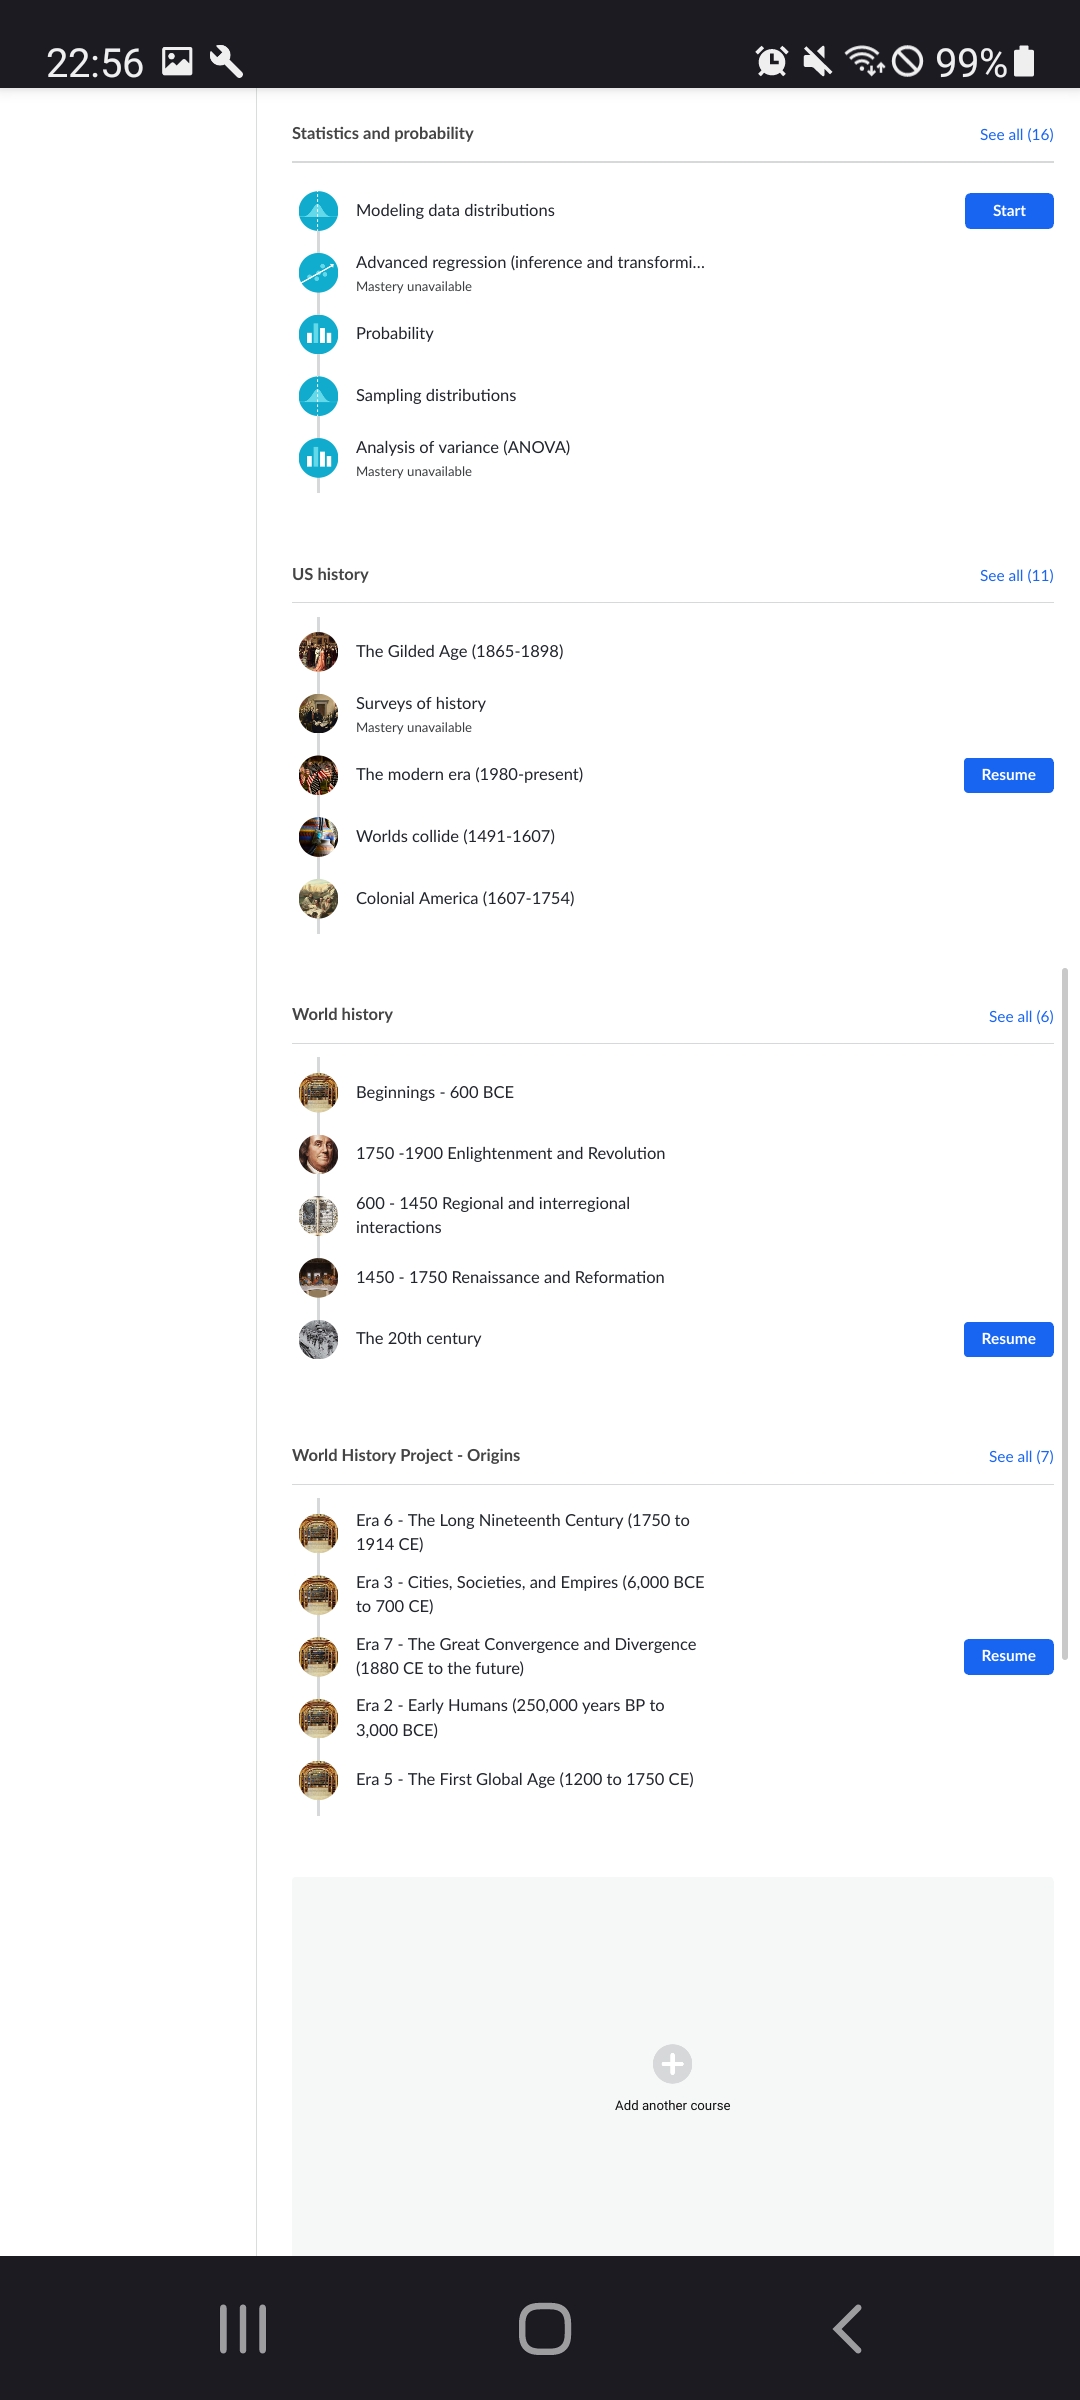 22:56
99%
Statistics and probability
See all (16)
Modeling data distributions
Start
Advanced regression (inference and transformi...
Mastery unavailable
Probability
Sampling distributions
Analysis of variance (ANOVA)
Mastery unavailable
US history
See all (11)
The Gilded Age (1865-1898)
Surveys of history
Mastery unavailable
The modern era (1980-present)
Resume
Worlds collide (1491-1607)
Colonial America (1607-1754)
World history
See all (6)
Beginnings - 600 BCE
1750 -1900 Enlightenment and Revolution
600 - 1450 Regional and interregional
interactions
1450 - 1750 Renaissance and Reformation
The 20th century
Resume
World History Project - Origins
See all (7)
Era 6 - The Long Nineteenth Century (1750 to
1914 CE)
Era 3 - Cities, Societies, and Empires (6,000 BCE
to 700 CE)
Era 7 - The Great Convergence and Divergence
(1880 CE to the future)
Resume
Era 2 - Early Humans (250,000 years BP to
3,000 BCE)
Era 5 - The First Global Age (1200 to 1750 CE)
Add another course